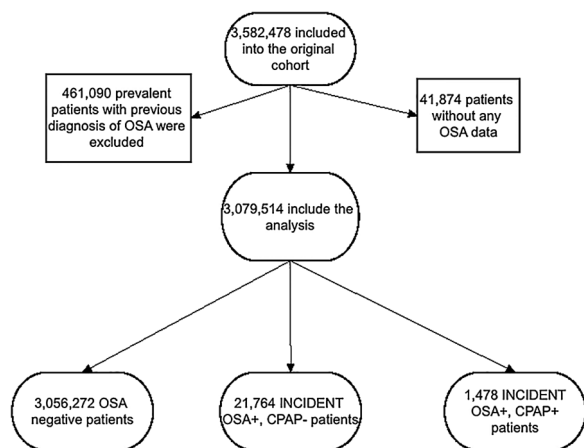 3,582,478 included
into the original
cohort
461,090 prevalent
patients with previous
diagnosis of OSA were
excluded
41,874 patients
without any
OSA data
3,079,514 include the
analysis
3,056,272 OSA
negative patients
21,764 INCIDENT
OSA+, CPAP- patients
1,478 INCIDENT
OSA+, CPAP+
patients